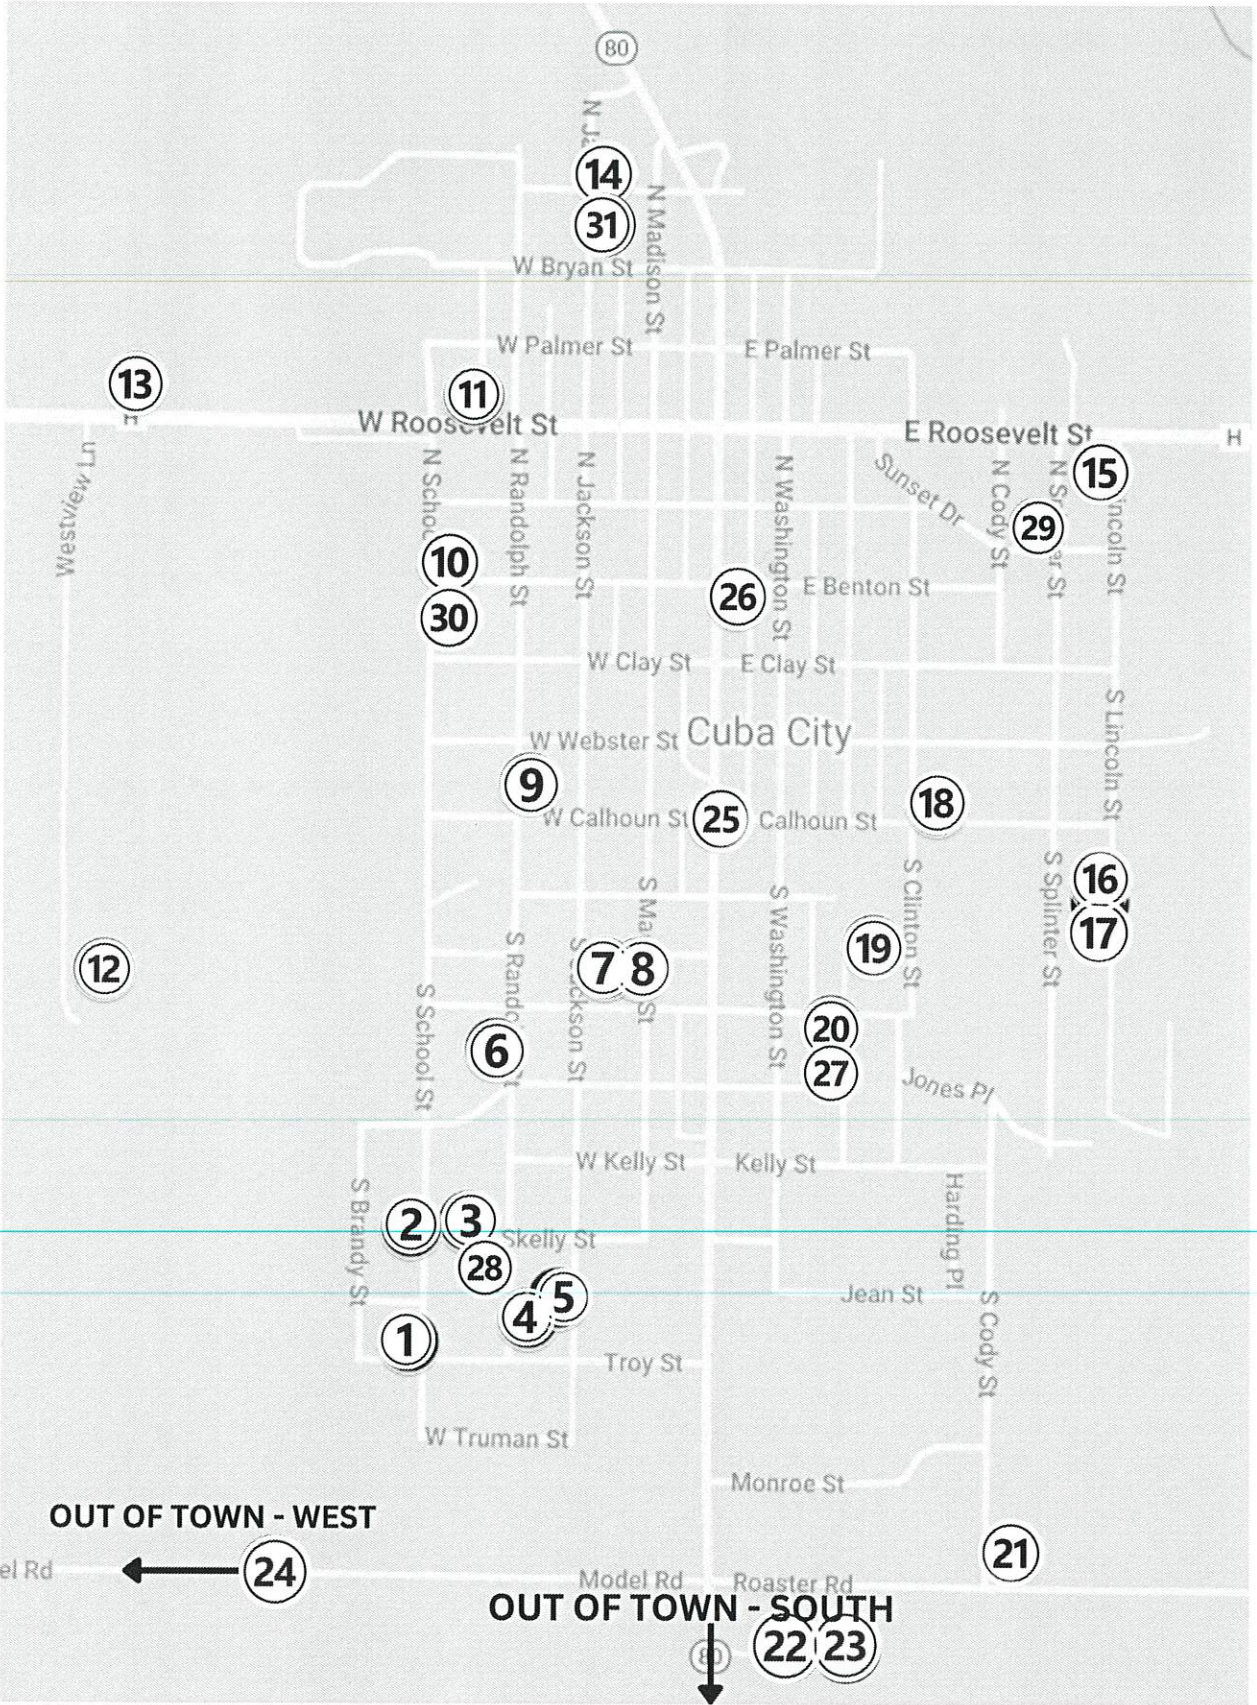 80
N Ja
14
N Madison St
31
W Bryan St
W Palmer St
E Palmer St
13
11
H
W Roosevelt St
E Roosevelt St
H
Westview Ln
N School
N Randolph St
N Jackson St
N Washington St
Sunset Dr
N Cody St
15
29
Lincoln St
10
26
E Benton St
30
W Clay St
E Clay St
S Lincoln St
W Webster St
Cuba City
9
18
W Calhoun St
25
Calhoun St
16
17
S Splinter St
S Clinton St
19
S Washington St
7
8
12
S School St
20
6
27
Jones Pl
W Kelly St
Kelly St
S Brandy St
Harding Pl
2
3
Skelly St
28
5
4
Jean St
S Cody St
1
Troy St
W Truman St
Monroe St
OUT OF TOWN - WEST
21
el Rd
24
Model Rd
Roaster Rd
OUT OF TOWN - SOUTH
80
22
23